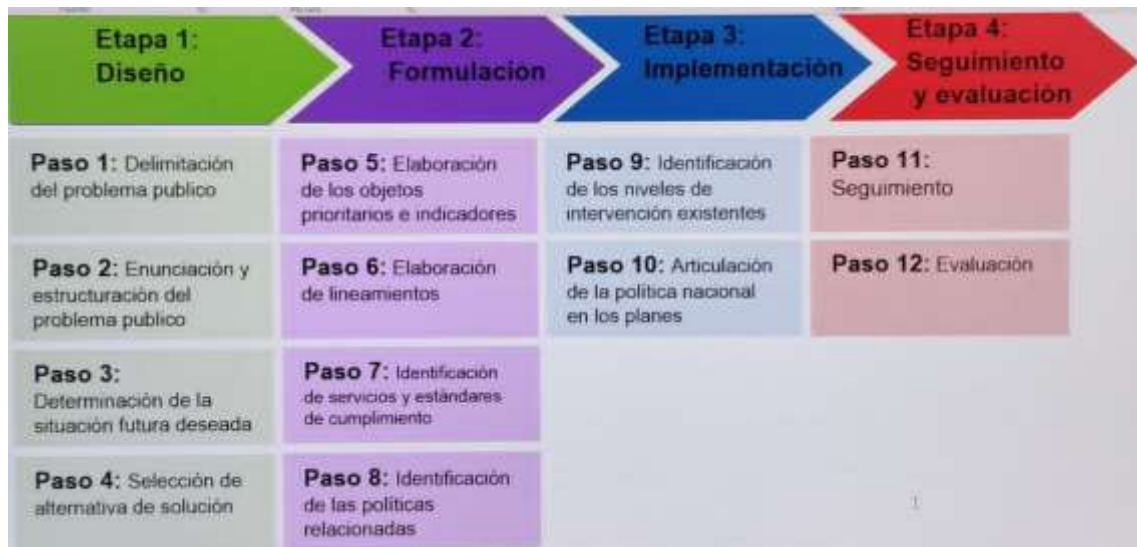 Etapa 1:
Diseño
Etapa 2:
Formulación
Etapa 3:
Implementación
Etapa 4:
Seguimiento
y evaluación
Paso 1: Delimitación
del problema publico
Paso 2: Enunciación y
estructuración del
problema publico
Paso 3:
Determinación de la
situación futura deseada
Paso 4: Selección de
alternativa de solución
Paso 5: Elaboración
de los objetos
prioritarios e indicadores
Paso 6: Elaboración
de lineamientos
Paso 7: Identificación
de servicios y estándares
de cumplimiento
Paso 8: Identificación
de las políticas
relacionadas
Paso 9: Identificación
de los niveles de
intervención existentes
Paso 10: Articulación
de la política nacional
en los planes
Paso 11:
Seguimiento
Paso 12: Evaluación
1